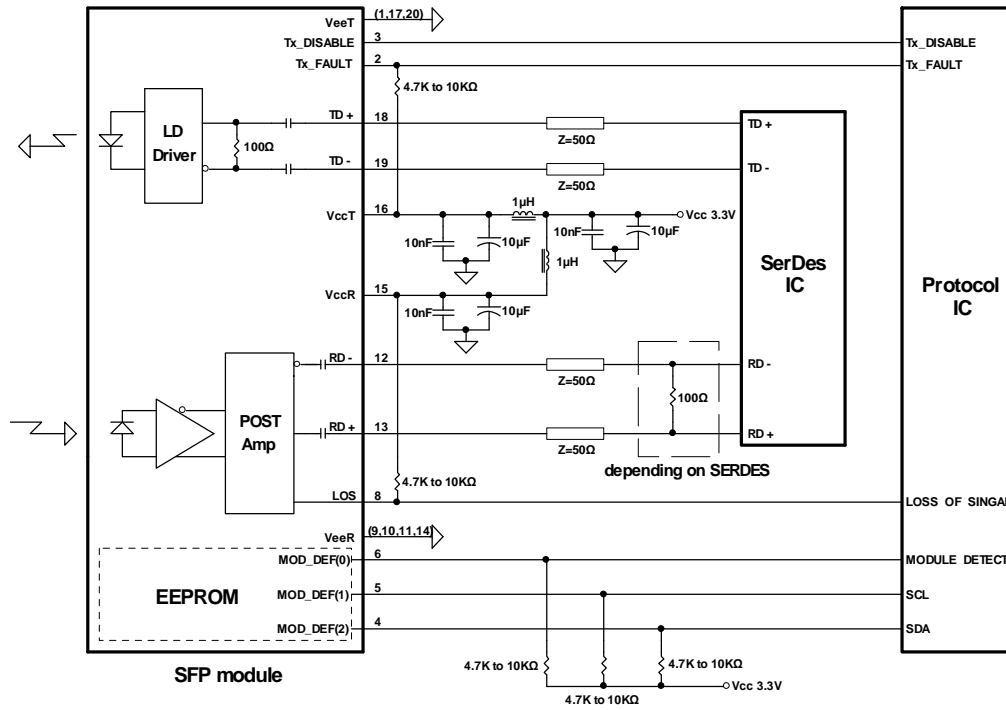 VeeT (1,17,20)
Tx_DISABLE 3 Tx_DISABLE
Tx_FAULT 2 Tx_FAULT
4.7K to 10KΩ
LD
Driver
100Ω
TD+ 18 TD+
Z=50Ω
TD- 19 TD-
Z=50Ω
1µH
VccT 16 Vcc 3.3V
10nF 10µF 10nF 10µF
1µH
SerDes
IC
Protocol
IC
VccR 15
10nF 10µF
RD- 12 RD-
Z=50Ω
100Ω
POST
Amp
RD+ 13 RD+
Z=50Ω
depending on SERDES
4.7K to 10KΩ
LOS 8 LOSS OF SINGAL
VeeR (9,10,11,14)
MOD_DEF(0) 6 MODULE DETECT
EEPROM
MOD_DEF(1) 5 SCL
MOD_DEF(2) 4 SDA
4.7K to 10KΩ 4.7K to 10KΩ
4.7K to 10KΩ
Vcc 3.3V
SFP module